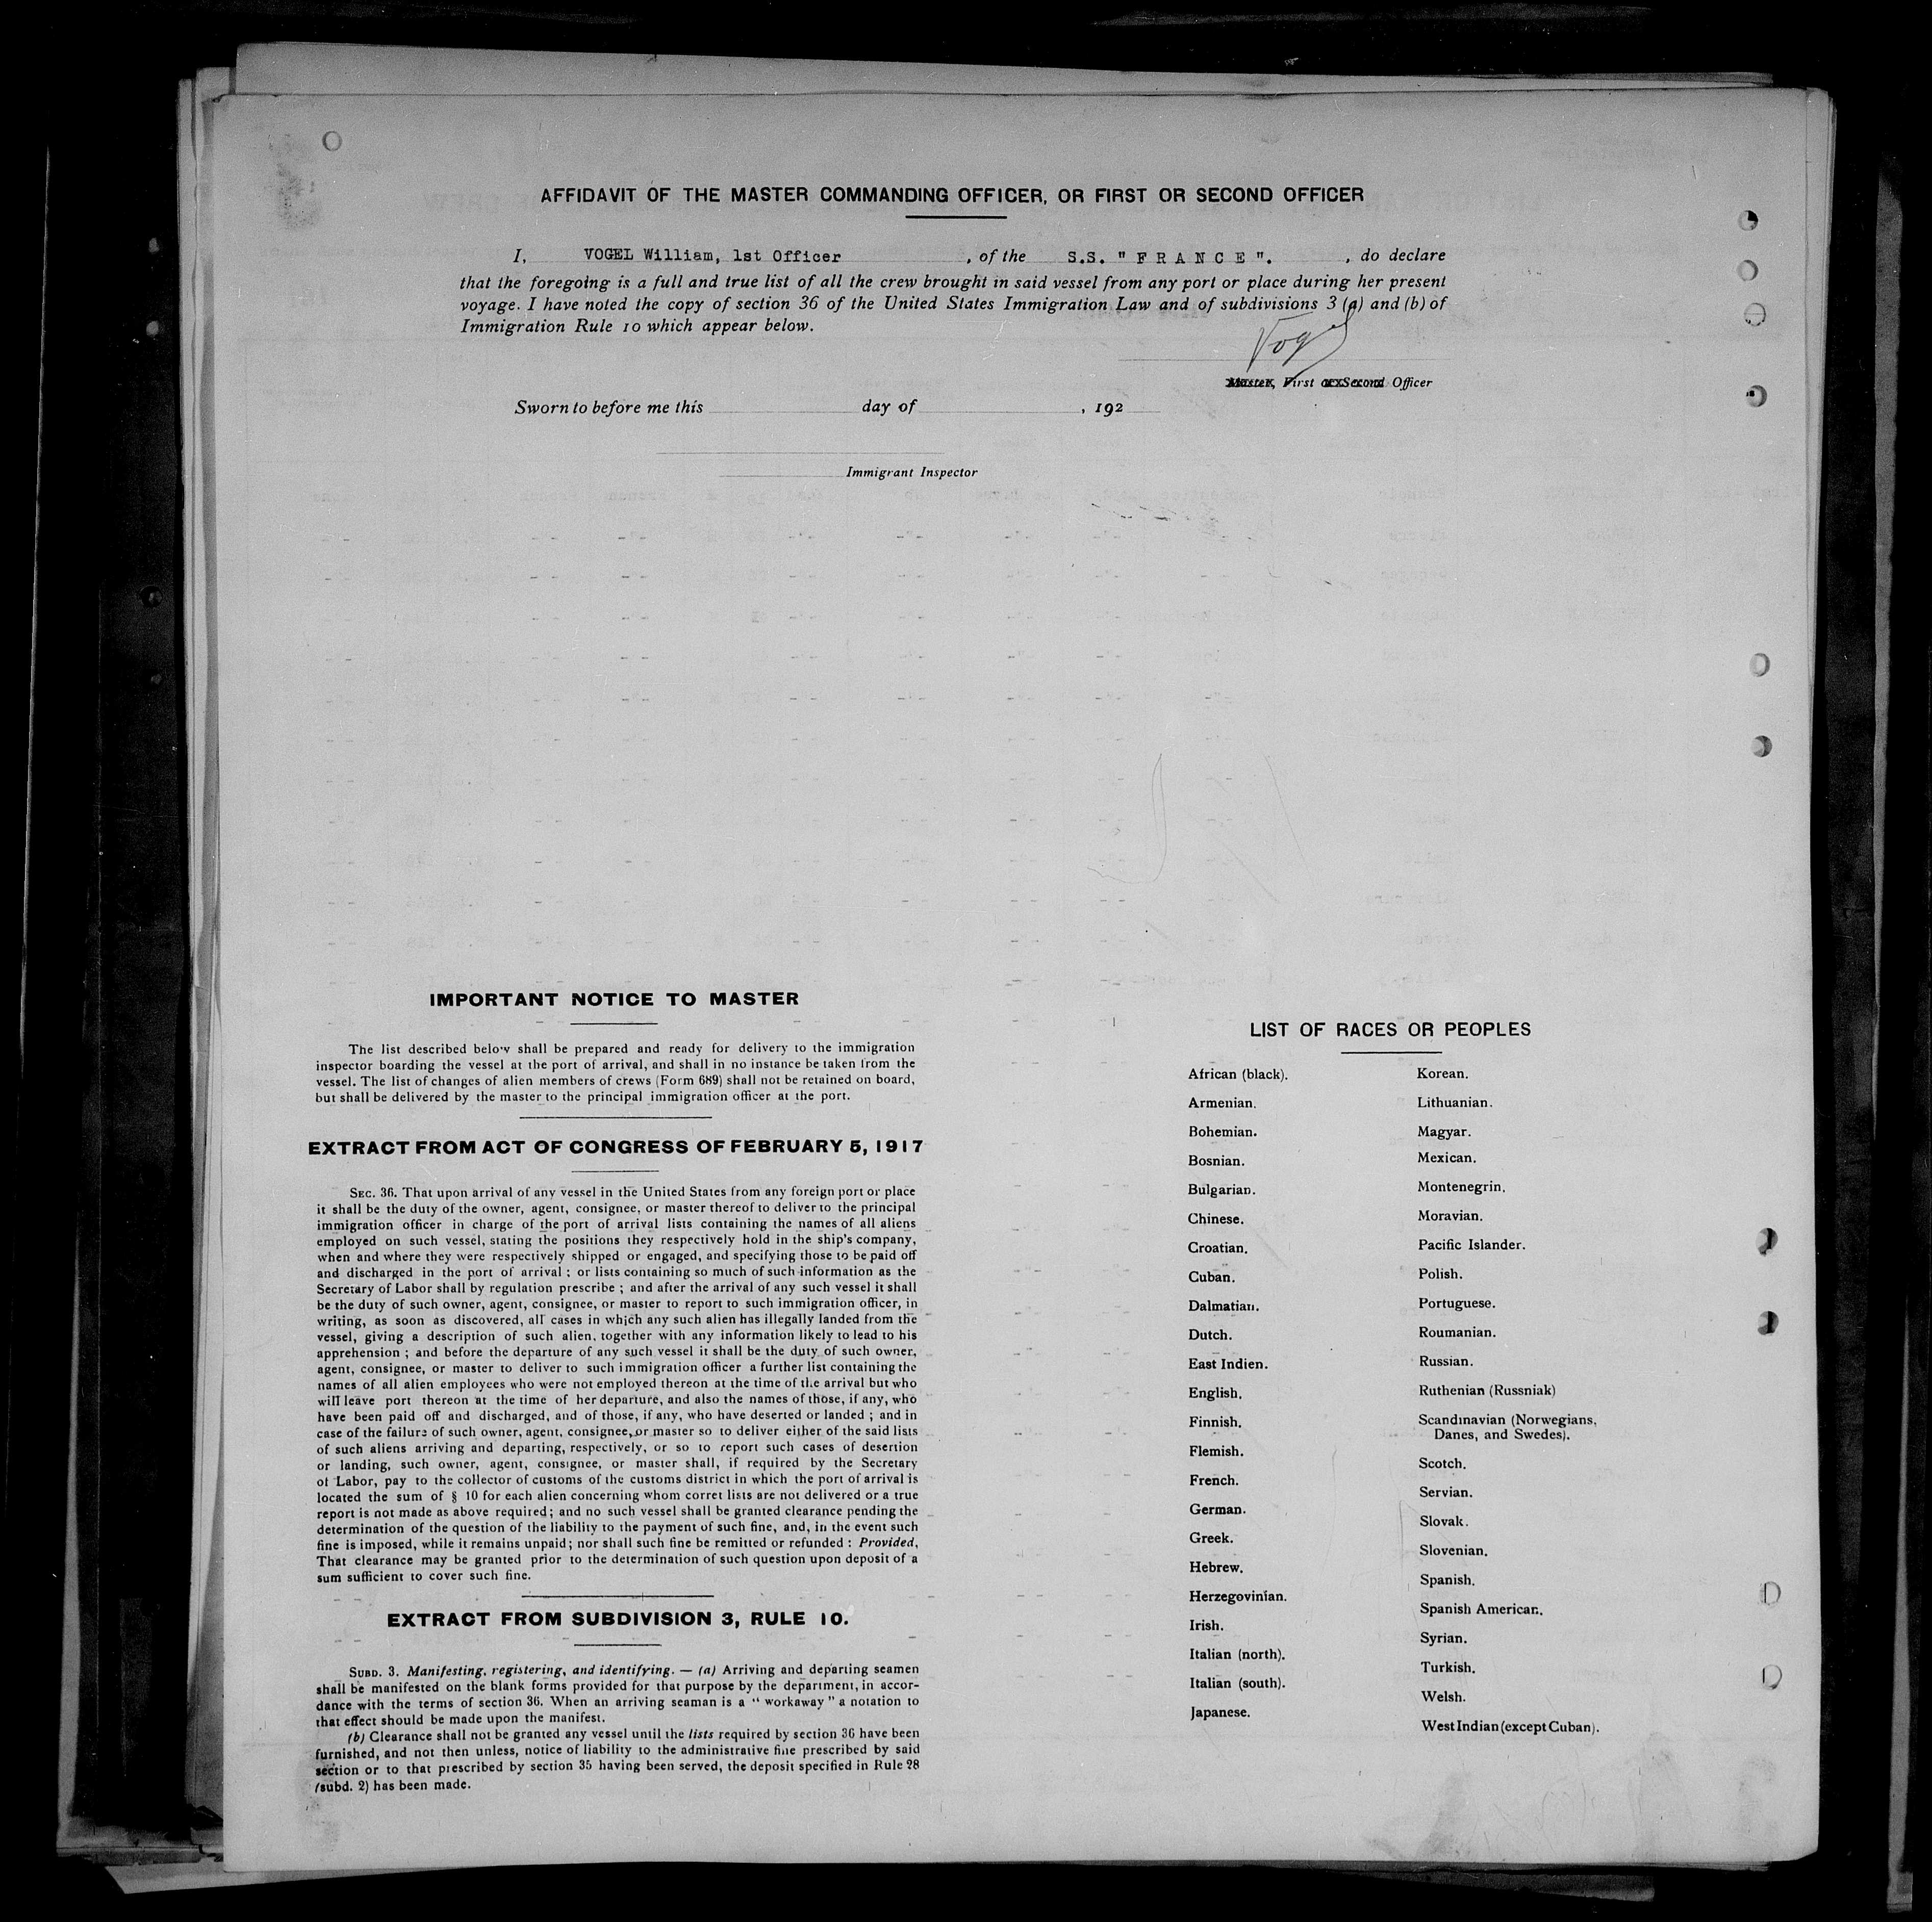 AFFIDAVIT OF THE MASTER COMMANDING OFFICER, OR FIRST OR SECOND OFFICER
I, VOGEL William, 1st Officer , of the S.S. " F R A N C E ". , do declare
that the foregoing is a full and true list of all the crew brought in said vessel from any port or place during her present
voyage. I have noted the copy of section 36 of the United States Immigration Law and of subdivisions 3 (a) and (b) of
Immigration Rule 10 which appear below.
Vogel
Master, First or Second Officer
Sworn to before me this day of , 192
Immigrant Inspector
IMPORTANT NOTICE TO MASTER
The list described below shall be prepared and ready for delivery to the immigration
inspector boarding the vessel at the port of arrival, and shall in no instance be taken from the
vessel. The list of changes of alien members of crews (Form 689) shall not be retained on board,
but shall be delivered by the master to the principal immigration officer at the port.
EXTRACT FROM ACT OF CONGRESS OF FEBRUARY 5, 1917
SEC. 36. That upon arrival of any vessel in the United States from any foreign port or place
it shall be the duty of the owner, agent, consignee, or master thereof to deliver to the principal
immigration officer in charge of the port of arrival lists containing the names of all aliens
employed on such vessel, stating the positions they respectively hold in the ship's company,
when and where they were respectively shipped or engaged, and specifying those to be paid off
and discharged in the port of arrival ; or lists containing so much of such information as the
Secretary of Labor shall by regulation prescribe ; and after the arrival of any such vessel it shall
be the duty of such owner, agent, consignee, or master to report to such immigration officer, in
writing, as soon as discovered, all cases in which any such alien has illegally landed from the
vessel, giving a description of such alien, together with any information likely to lead to his
apprehension ; and before the departure of any such vessel it shall be the duty of such owner,
agent, consignee, or master to deliver to such immigration officer a further list containing the
names of all alien employees who were not employed thereon at the time of the arrival but who
will leave port thereon at the time of her departure, and also the names of those, if any, who
have been paid off and discharged, and of those, if any, who have deserted or landed ; and in
case of the failure of such owner, agent, consignee, or master so to deliver either of the said lists
of such aliens arriving and departing, respectively, or so to report such cases of desertion
or landing, such owner, agent, consignee, or master shall, if required by the Secretary
of Labor, pay to the collector of customs of the customs district in which the port of arrival is
located the sum of § 10 for each alien concerning whom corret lists are not delivered or a true
report is not made as above required; and no such vessel shall be granted clearance pending the
determination of the question of the liability to the payment of such fine, and, in the event such
fine is imposed, while it remains unpaid; nor shall such fine be remitted or refunded : Provided,
That clearance may be granted prior to the determination of such question upon deposit of a
sum sufficient to cover such fine.
EXTRACT FROM SUBDIVISION 3, RULE 10.
SUBD. 3. Manifesting, registering, and identifying. — (a) Arriving and departing seamen
shall be manifested on the blank forms provided for that purpose by the department, in accor-
dance with the terms of section 36. When an arriving seaman is a " workaway " a notation to
that effect should be made upon the manifest.
(b) Clearance shall not be granted any vessel until the lists required by section 36 have been
furnished, and not then unless, notice of liability to the administrative fine prescribed by said
section or to that prescribed by section 35 having been served, the deposit specified in Rule 28
(subd. 2) has been made.
LIST OF RACES OR PEOPLES
African (black).
Armenian.
Bohemian.
Bosnian.
Bulgarian.
Chinese.
Croatian.
Cuban.
Dalmatian.
Dutch.
East Indien.
English.
Finnish.
Flemish.
French.
German.
Greek.
Hebrew.
Herzegovinian.
Irish.
Italian (north).
Italian (south).
Japanese.
Korean.
Lithuanian.
Magyar.
Mexican.
Montenegrin.
Moravian.
Pacific Islander.
Polish.
Portuguese.
Roumanian.
Russian.
Ruthenian (Russniak)
Scandinavian (Norwegians,
Danes, and Swedes).
Scotch.
Servian.
Slovak.
Slovenian.
Spanish.
Spanish American.
Syrian.
Turkish.
Welsh.
West Indian (except Cuban).